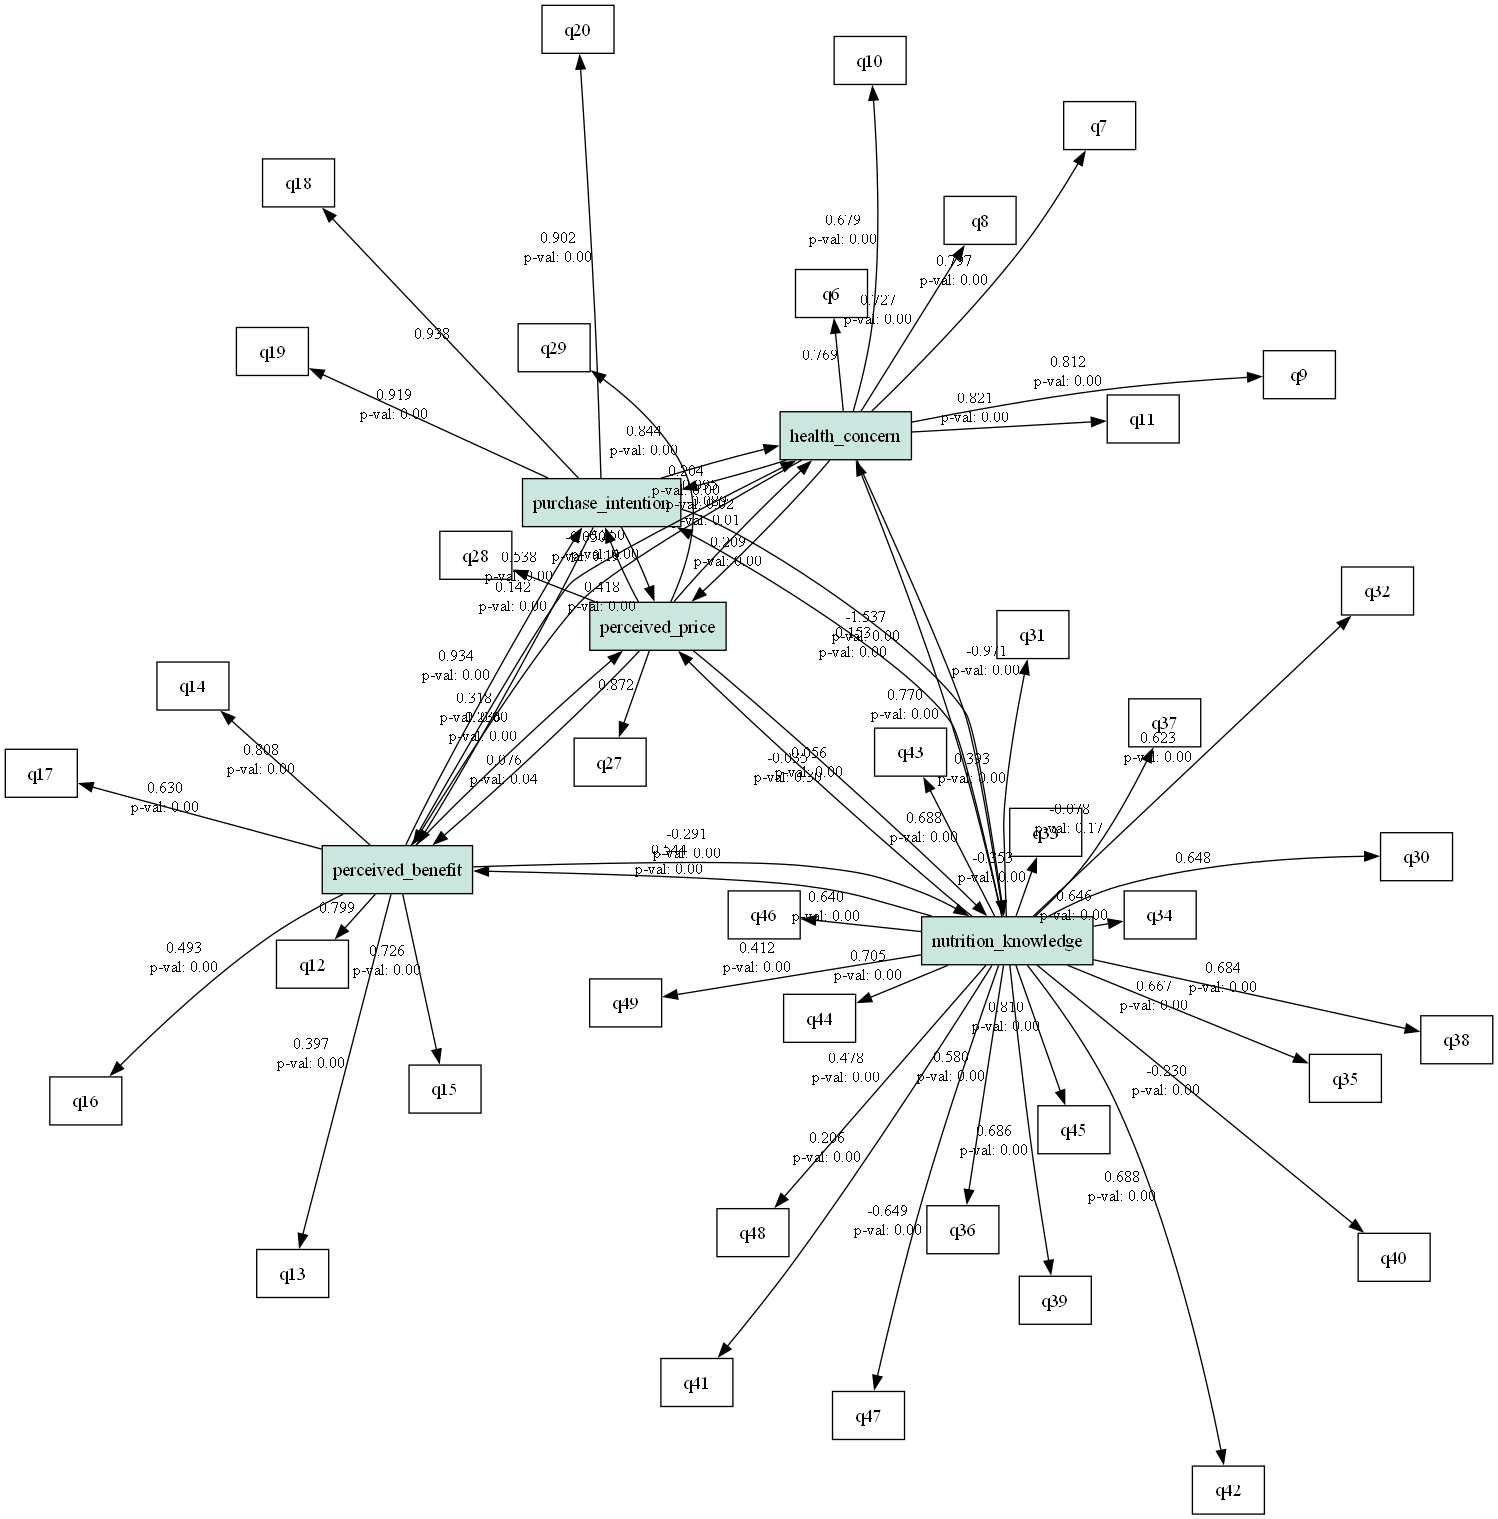 q20
q10
q7
q18
q8
0.679
p-val: 0.00
0.902
p-val: 0.00
0.797
p-val: 0.00
q6
0.727
p-val: 0.00
0.938
q29
q19
0.769
0.812
p-val: 0.00
q9
0.919
p-val: 0.00
0.821
p-val: 0.00
q11
0.844
p-val: 0.00
health_concern
0.204
p-val: 0.00
purchase_intention
0.209
p-val: 0.00
q28
0.538
p-val: 0.00
0.142
p-val: 0.00
0.418
p-val: 0.00
q32
perceived_price
-1.537
p-val: 0.00
q31
0.153
p-val: 0.00
-0.971
p-val: 0.00
0.934
p-val: 0.00
q14
0.872
0.318
0.770
p-val: 0.00
p-val: 0.00
q37
0.623
p-val: 0.00
q43
0.808
p-val: 0.00
q17
0.630
p-val: 0.00
q27
0.076
p-val: 0.04
0.056
0.393
p-val: 0.00
-0.078
p-val: 0.17
q33
0.688
p-val: 0.00
-0.291
p-val: 0.00
0.544
p-val: 0.00
-0.353
p-val: 0.00
0.648
q30
perceived_benefit
0.799
0.640
p-val: 0.00
0.646
p-val: 0.00
q46
q34
nutrition_knowledge
0.493
p-val: 0.00
q12
0.726
p-val: 0.00
0.412
p-val: 0.00
0.705
p-val: 0.00
0.684
p-val: 0.00
0.667
p-val: 0.00
q49
q44
0.810
p-val: 0.00
q38
0.397
p-val: 0.00
0.478
p-val: 0.00
0.580
p-val: 0.00
-0.230
p-val: 0.00
q35
q16
q15
q45
0.206
p-val: 0.00
0.686
p-val: 0.00
0.688
p-val: 0.00
q48
-0.649
p-val: 0.00
q36
q40
q13
q39
q41
q47
q42